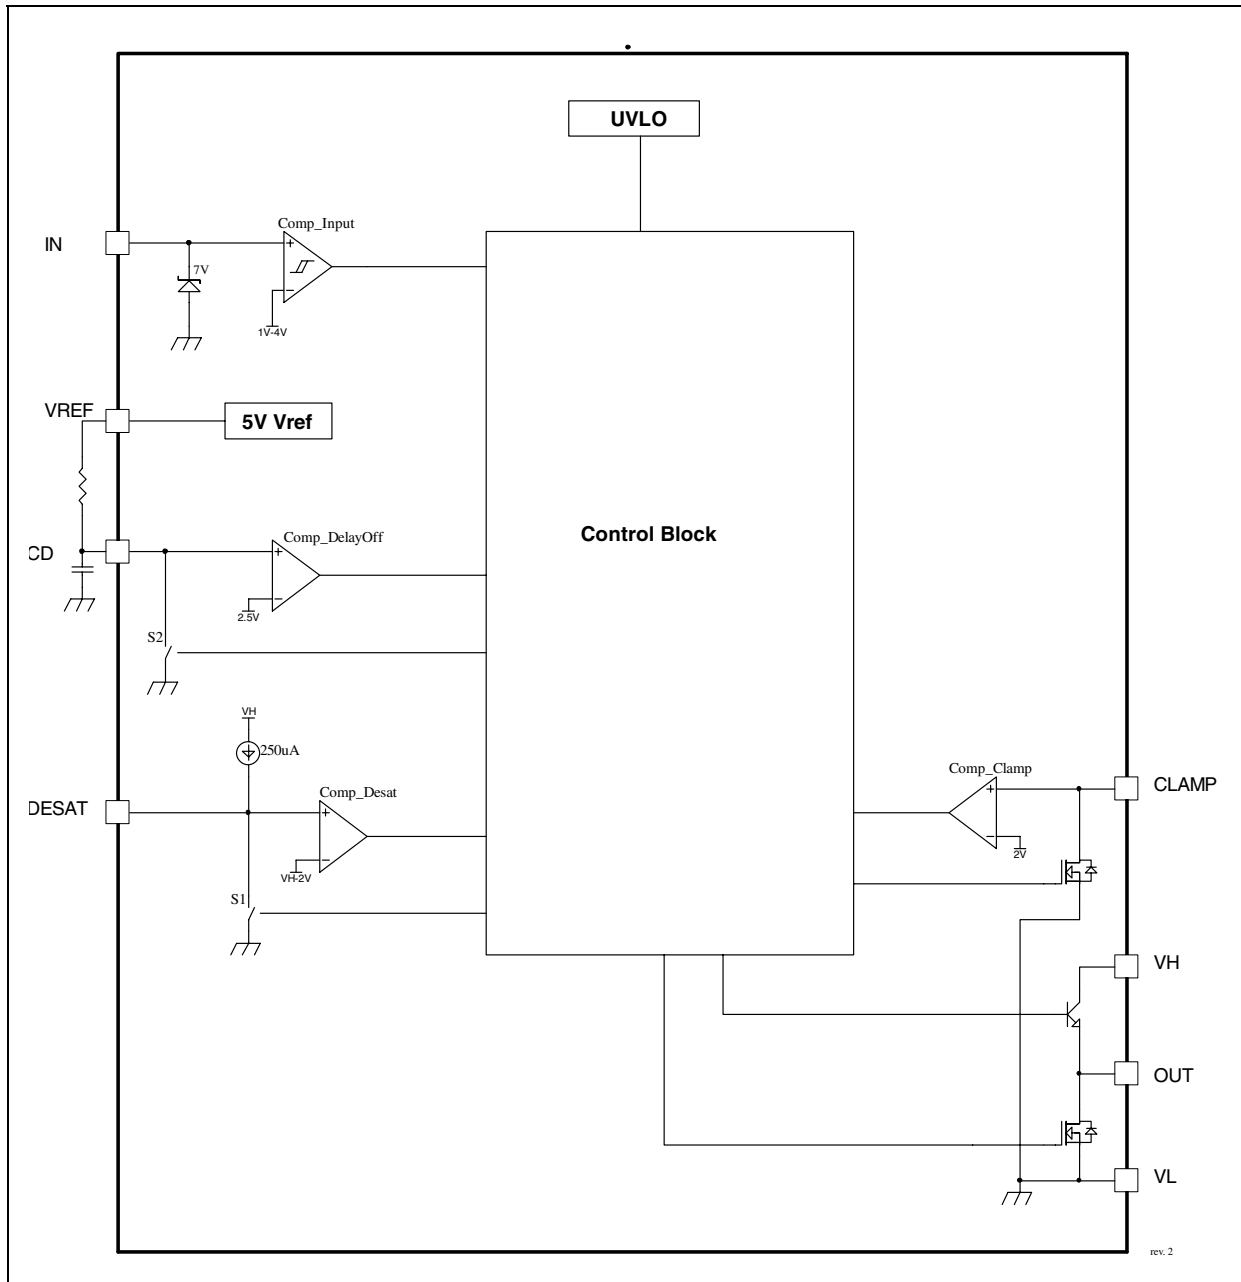 UVLO
Comp_Input
IN
7V
1V-4V
VREF
5V Vref
Control Block
Comp_DelayOff
CD
2.5V
S2
VH
250uA
Comp_Clamp
CLAMP
Comp_Desat
DESAT
2V
VH-2V
S1
VH
OUT
VL
rev. 2